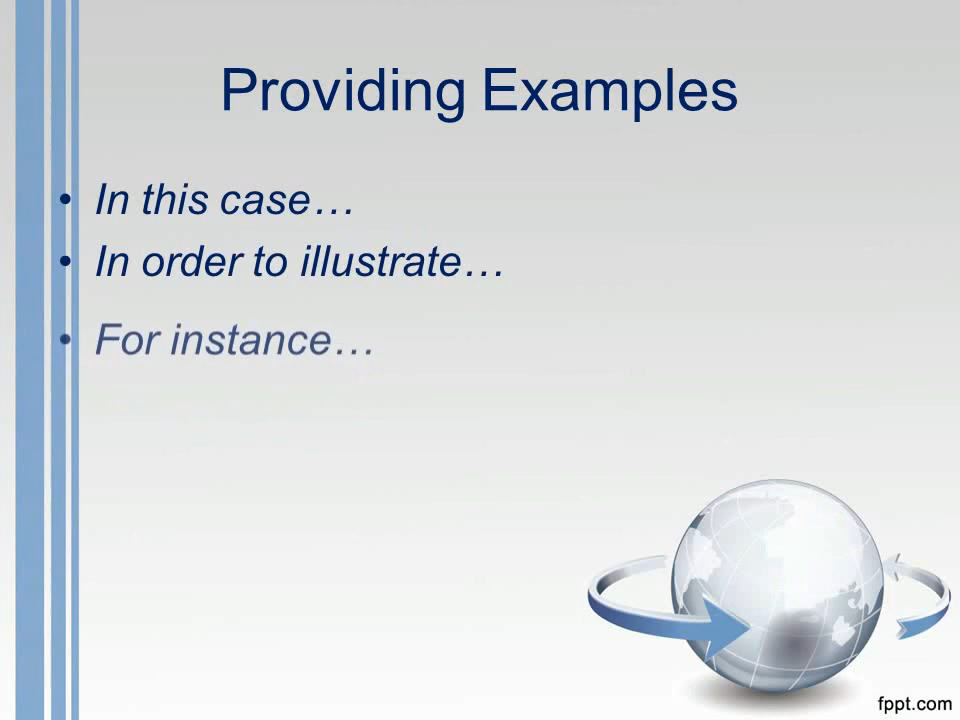 Providing Examples
• In this case…
• In order to illustrate…
• For instance…
fppt.com